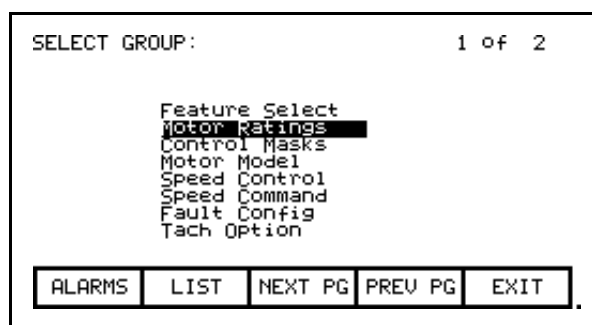 SELECT GROUP: 1 of 2
Feature Select
Motor Ratings
Control Masks
Motor Model
Speed Control
Speed Command
Fault Config
Tach Option
ALARMS LIST NEXT PG PREV PG EXIT